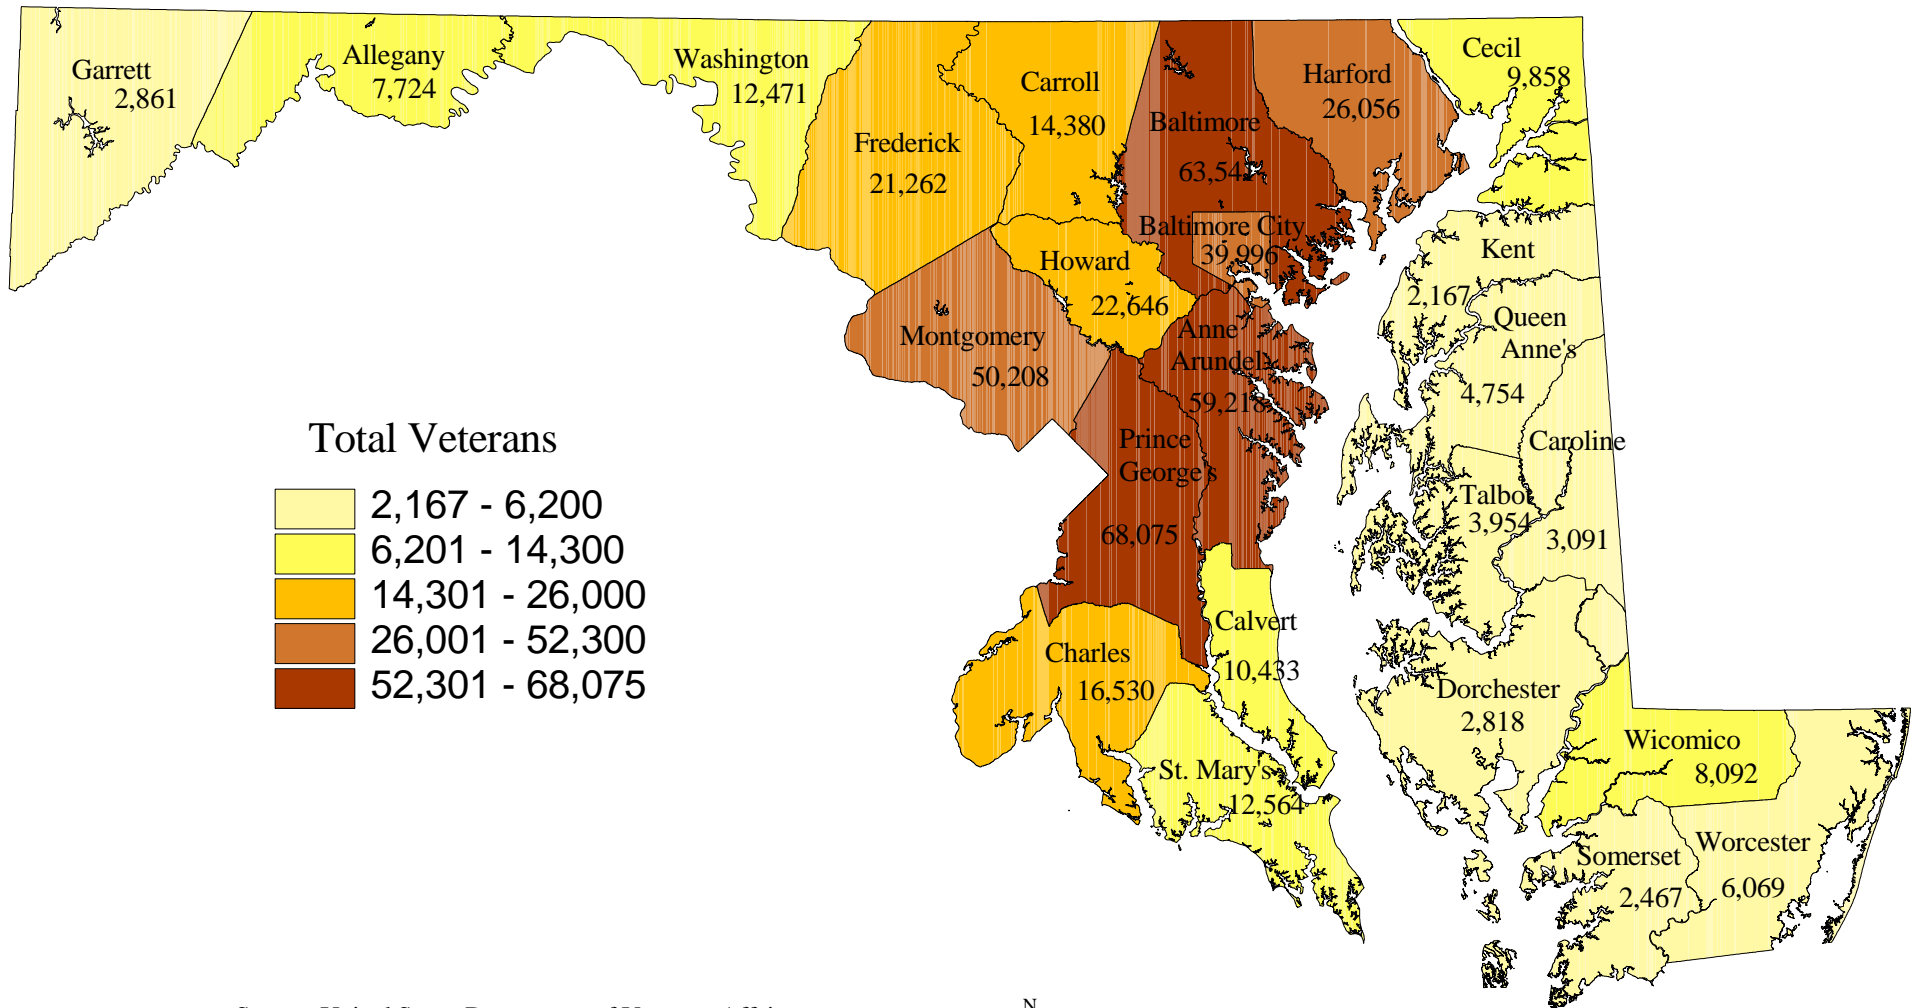 Garrett
2,861
Allegany
7,724
Washington
12,471
Frederick
21,262
Carroll
14,380
Baltimore
Harford
26,056
Cecil
9,858
Baltimore City
39,996
Howard
22,646
Montgomery
50,208
Anne
Arundel
59,218
Prince
George's
68,075
Kent
2,167
Queen
Anne's
4,754
Caroline
3,091
Talbot
3,954
Calvert
10,433
Charles
16,530
St. Mary's
12,564
Dorchester
2,818
Wicomico
8,092
Somerset
2,467
Worcester
6,069
Total Veterans
2,167 - 6,200
6,201 - 14,300
14,301 - 26,000
26,001 - 52,300
52,301 - 68,075
N